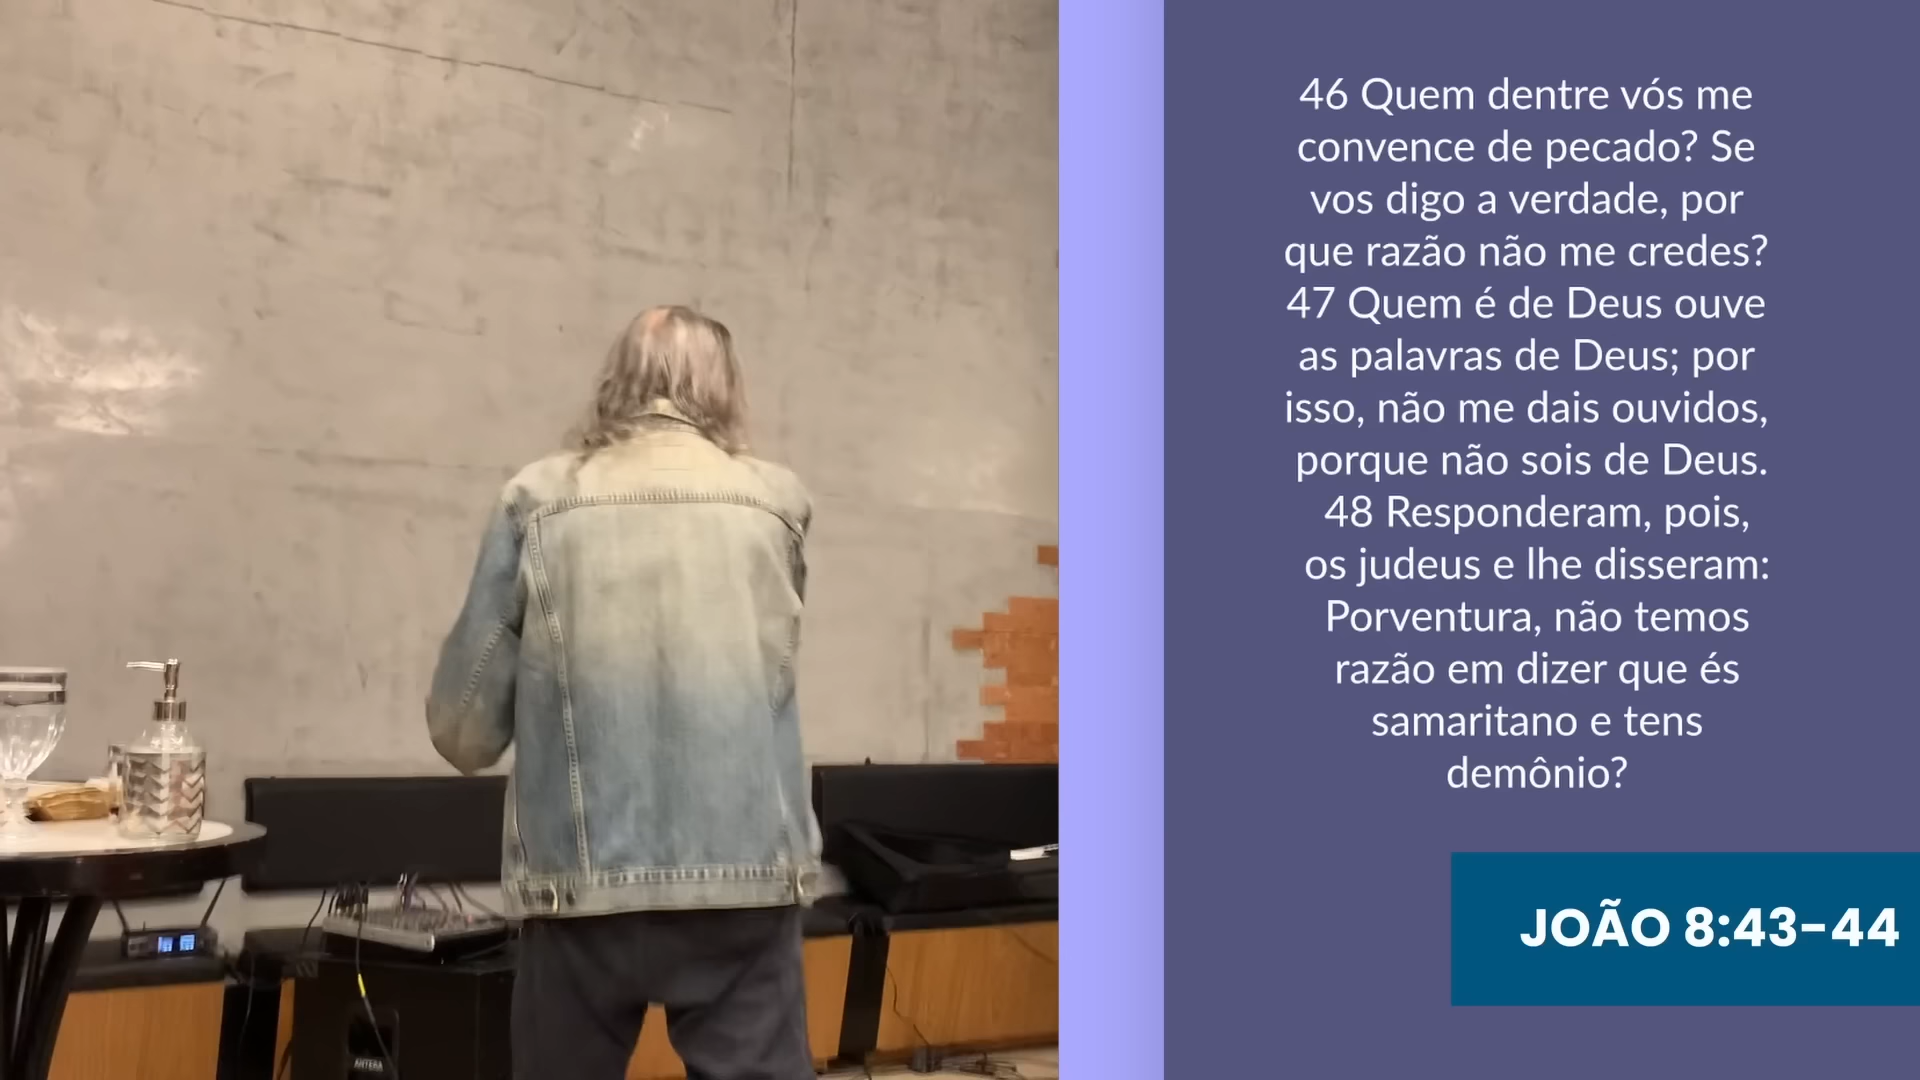 46 Quem dentre vós me
convence de pecado? Se
vos digo a verdade, por
que razão não me credes?
47 Quem é de Deus ouve
as palavras de Deus; por
isso, não me dais ouvidos,
porque não sois de Deus.
48 Responderam, pois,
os judeus e lhe disseram:
Porventura, não temos
razão em dizer que és
samaritano e tens
demônio?
JOÃO 8:43-44
ANTERA